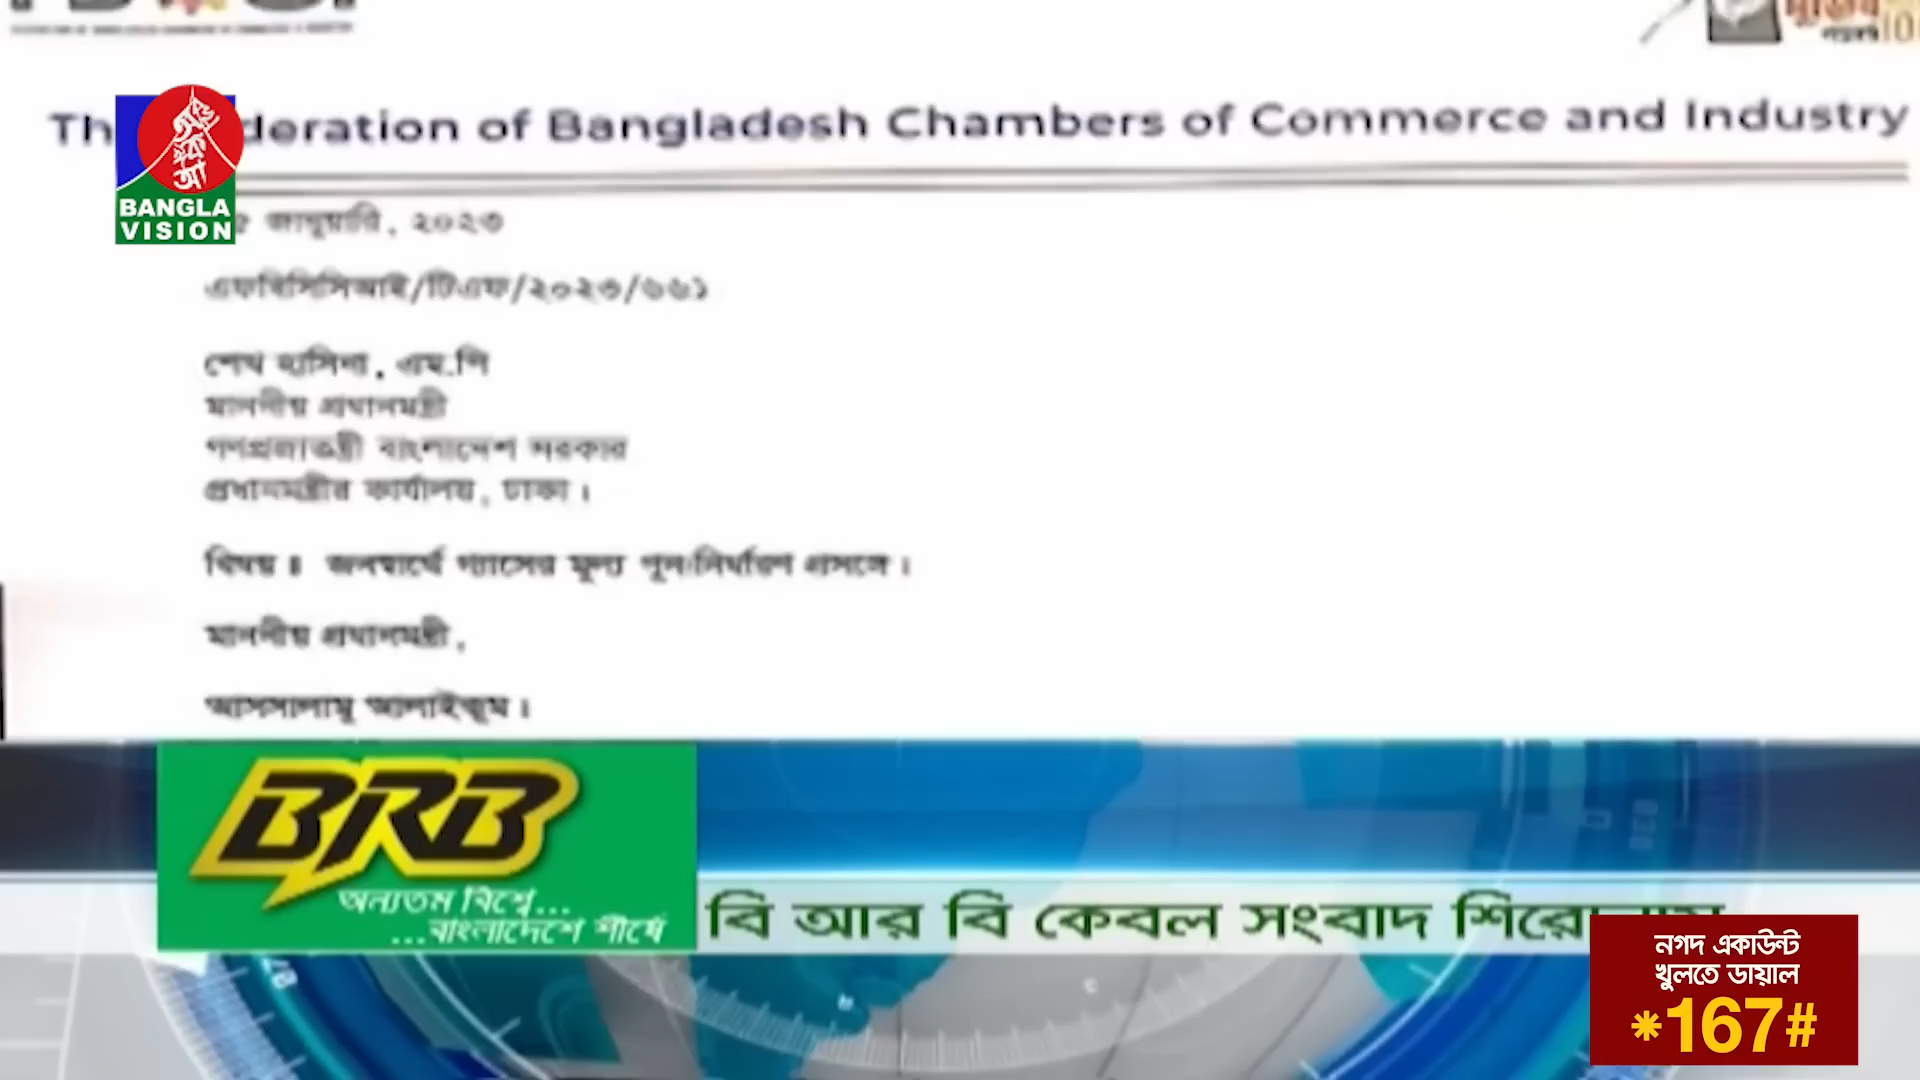 The Federation of Bangladesh Chambers of Commerce and Industry
BANGLA
VISION
জানুয়ারি, ২০২৩
এফবিসিসিআই/টিএফ/২০২৩/৬৬১
শেখ হাসিনা, এম.পি
মাননীয় প্রধানমন্ত্রী
গণপ্রজাতন্ত্রী বাংলাদেশ সরকার
প্রধানমন্ত্রীর কার্যালয়, ঢাকা।
বিষয় ঃ জনস্বার্থে গ্যাসের মূল্য পুনঃনির্ধারণ প্রসঙ্গে।
মাননীয় প্রধানমন্ত্রী,
আসসালামু আলাইকুম।
BRB
অন্যতম বিশ্বে...
...বাংলাদেশে শীর্ষে
বি আর বি কেবল সংবাদ শিরোনাম
নগদ একাউন্ট
খুলতে ডায়াল
*167#